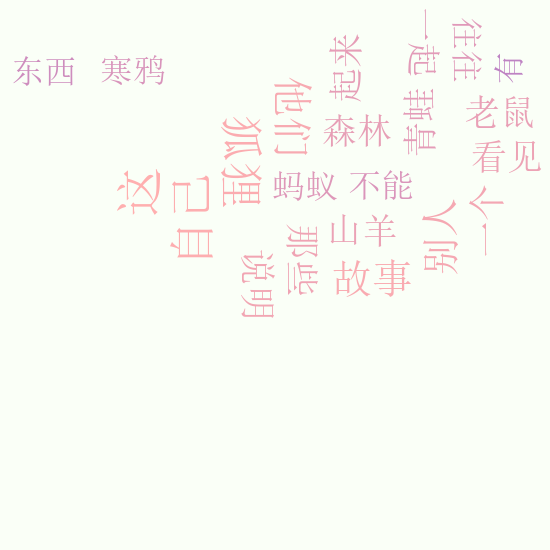 一起
往往
有
东西
寒鸦
起来
他们
青蛙
老鼠
森林
狐狸
看见
这
自己
蚂蚁
不能
一个
别人
山羊
那些
说明
故事